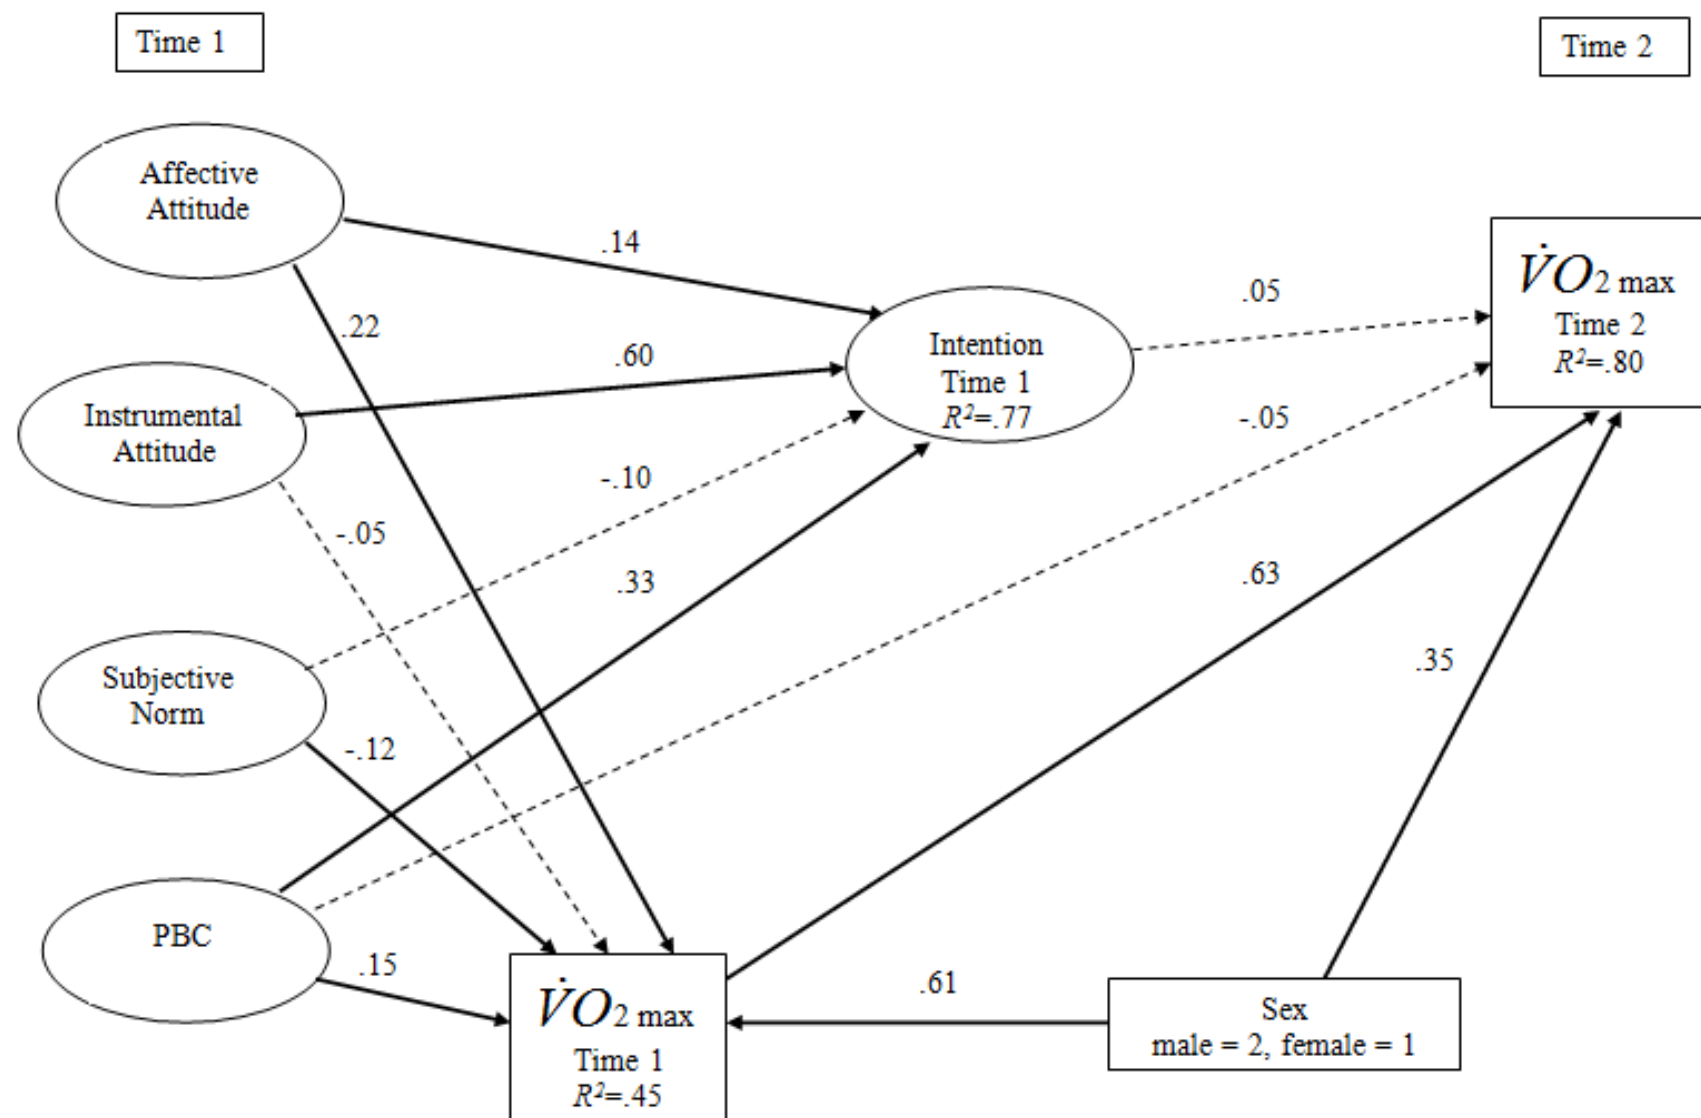 Time 1
Time 2
Affective
Attitude
.14
.22
Instrumental
Attitude
.60
-.05
Intention
Time 1
R²=.77
.05
V̇O₂ max
Time 2
R²=.80
-.05
-.10
.33
Subjective
Norm
-.12
.63
.35
PBC
.15
V̇O₂ max
Time 1
R²=.45
.61
Sex
male = 2, female = 1